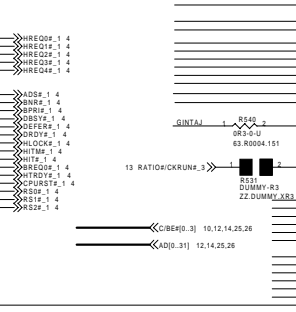 HREQ0#_1 4
HREQ1#_1 4
HREQ2#_1 4
HREQ3#_1 4
HREQ4#_1 4
ADS#_1 4
BNR#_1 4
BPRI#_1 4
DBSY#_1 4
DEFER#_1 4
DRDY#_1 4
HLOCK#_1 4
HITM#_1 4
HIT#_1 4
BREQ0#_1 4
HTRDY#_1 4
CPURST#_1 4
RS0#_1 4
RS1#_1 4
RS2#_1 4
GINTAJ 1 R540 2
0R3-0-U
63.R0004.151
13 RATIO#/CKRUN#_3 1 2
R531
DUMMY-R3
ZZ.DUMMY.XR3
C/BE#[0..3] 10,12,14,25,26
AD[0..31] 12,14,25,26